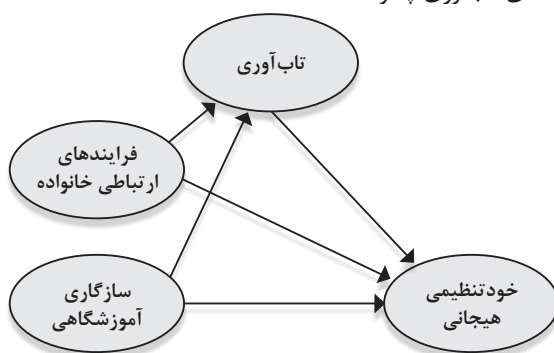 تاب‌آوری
فرایندهای
ارتباطی خانواده
سازگاری
آموزشگاهی
خودتنظیمی
هیجانی